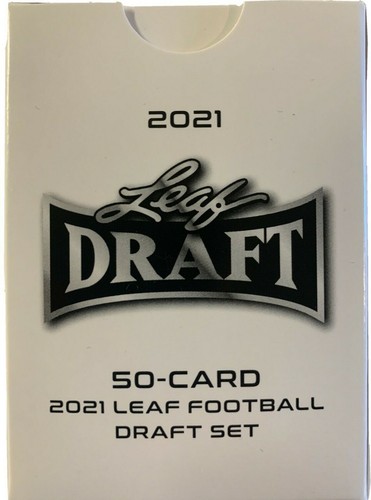 2021
Leaf
DRAFT
50-CARD
2021 LEAF FOOTBALL
DRAFT SET